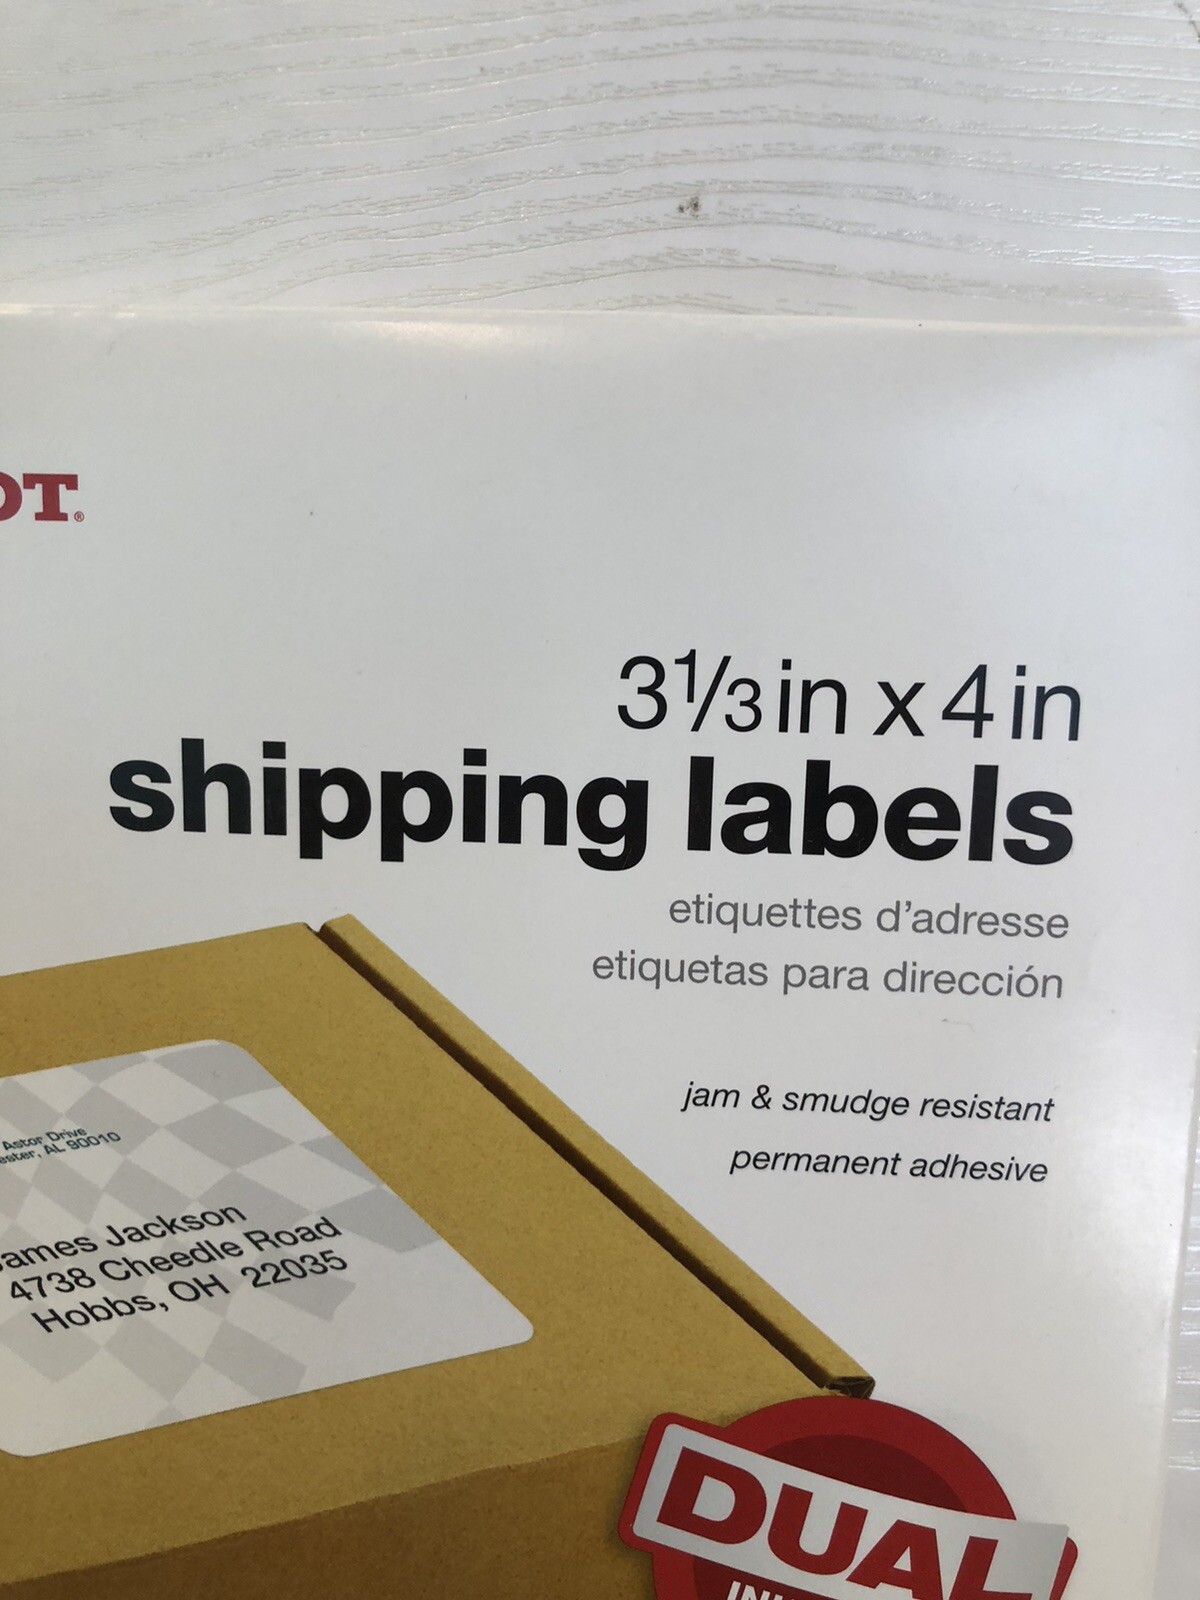 OT®
3⅓ in x 4 in
shipping labels
etiquettes d'adresse
etiquetas para dirección
jam & smudge resistant
permanent adhesive
Astor Drive
ester, AL 90010
James Jackson
4738 Cheedle Road
Hobbs, OH 22035
DUAL